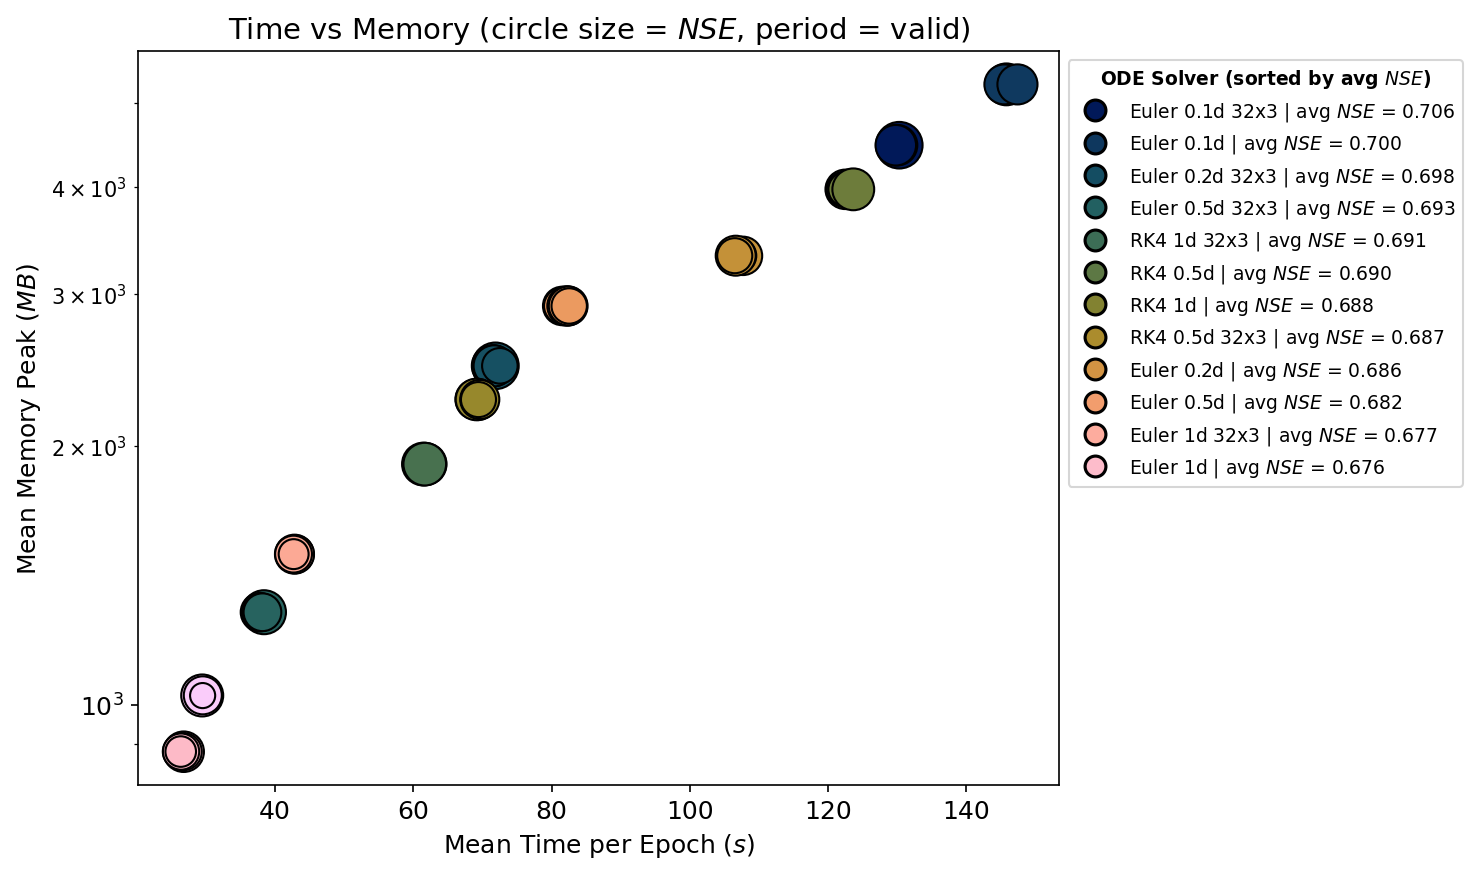 Time vs Memory (circle size = NSE, period = valid)
Mean Memory Peak (MB)
4 × 10³
3 × 10³
2 × 10³
10³
40 60 80 100 120 140
Mean Time per Epoch (s)
ODE Solver (sorted by avg NSE)
Euler 0.1d 32x3 | avg NSE = 0.706
Euler 0.1d | avg NSE = 0.700
Euler 0.2d 32x3 | avg NSE = 0.698
Euler 0.5d 32x3 | avg NSE = 0.693
RK4 1d 32x3 | avg NSE = 0.691
RK4 0.5d | avg NSE = 0.690
RK4 1d | avg NSE = 0.688
RK4 0.5d 32x3 | avg NSE = 0.687
Euler 0.2d | avg NSE = 0.686
Euler 0.5d | avg NSE = 0.682
Euler 1d 32x3 | avg NSE = 0.677
Euler 1d | avg NSE = 0.676